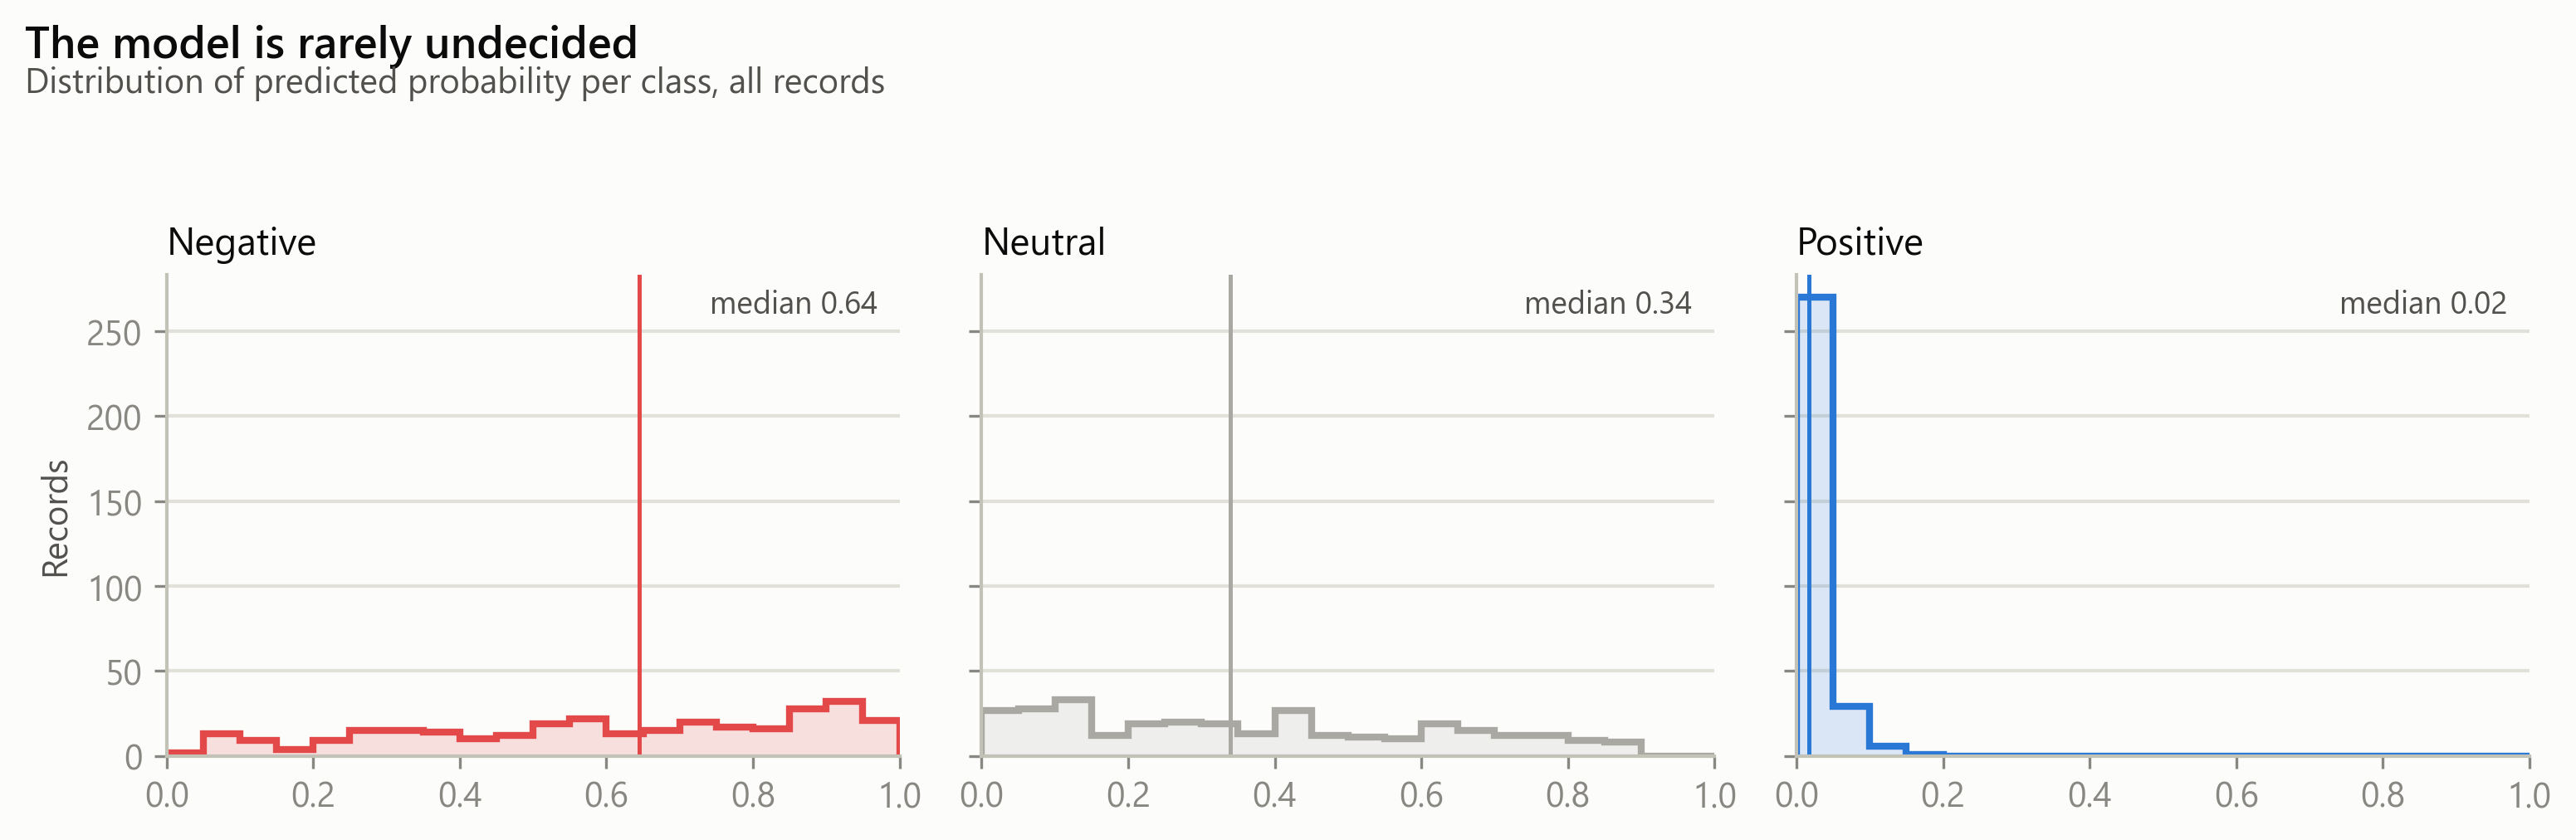 The model is rarely undecided
Distribution of predicted probability per class, all records
Negative
median 0.64
Records
250
200
150
100
50
0
0.0 0.2 0.4 0.6 0.8 1.0
Neutral
median 0.34
0.0 0.2 0.4 0.6 0.8 1.0
Positive
median 0.02
0.0 0.2 0.4 0.6 0.8 1.0